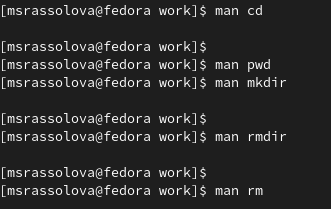 [msrassolova@fedora work]$ man cd
[msrassolova@fedora work]$
[msrassolova@fedora work]$ man pwd
[msrassolova@fedora work]$ man mkdir
[msrassolova@fedora work]$
[msrassolova@fedora work]$ man rmdir
[msrassolova@fedora work]$
[msrassolova@fedora work]$ man rm